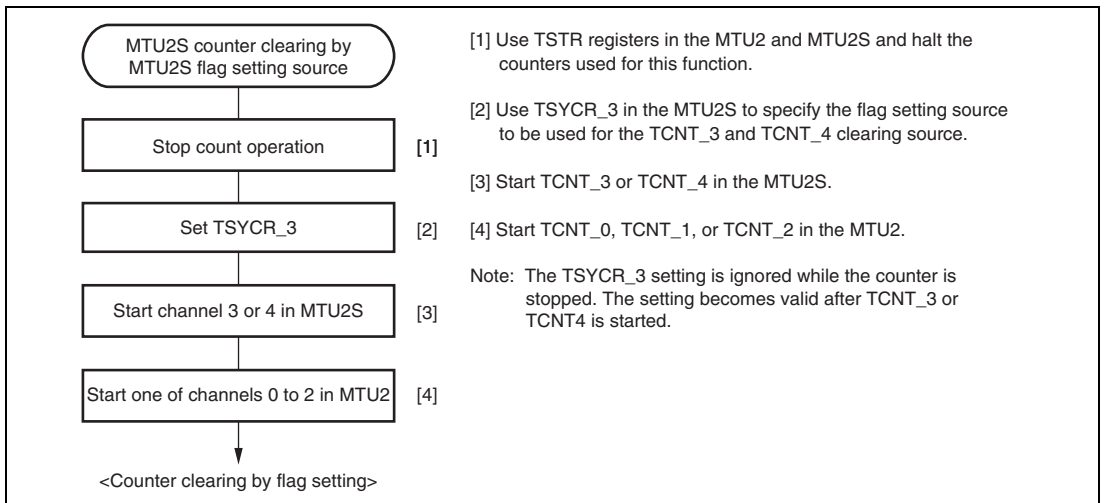 MTU2S counter clearing by
MTU2S flag setting source
Stop count operation
[1]
Set TSYCR_3
[2]
Start channel 3 or 4 in MTU2S
[3]
Start one of channels 0 to 2 in MTU2
[4]
<Counter clearing by flag setting>
[1] Use TSTR registers in the MTU2 and MTU2S and halt the
counters used for this function.
[2] Use TSYCR_3 in the MTU2S to specify the flag setting source
to be used for the TCNT_3 and TCNT_4 clearing source.
[3] Start TCNT_3 or TCNT_4 in the MTU2S.
[4] Start TCNT_0, TCNT_1, or TCNT_2 in the MTU2.
Note: The TSYCR_3 setting is ignored while the counter is
stopped. The setting becomes valid after TCNT_3 or
TCNT4 is started.